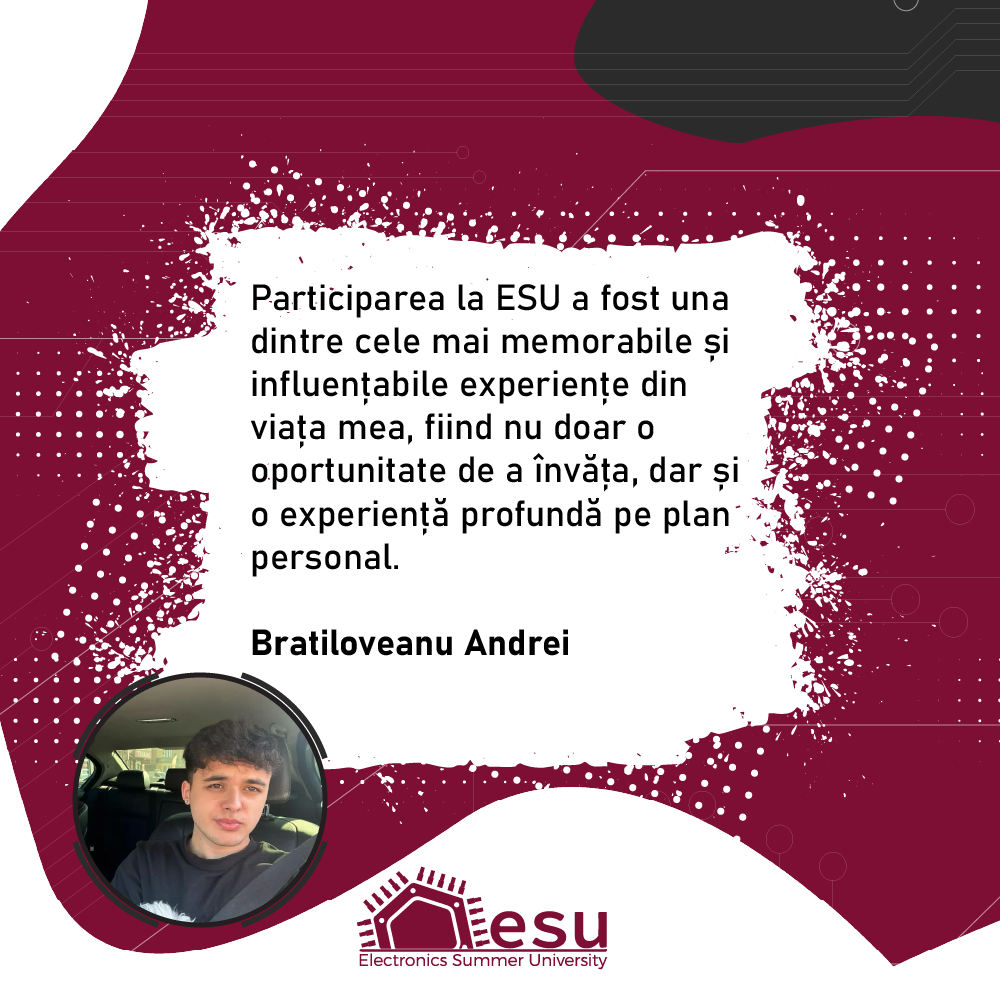 Participarea la ESU a fost una
dintre cele mai memorabile și
influențabile experiențe din
viața mea, fiind nu doar o
oportunitate de a învăța, dar și
o experiență profundă pe plan
personal.
Bratiloveanu Andrei
esu
Electronics Summer University